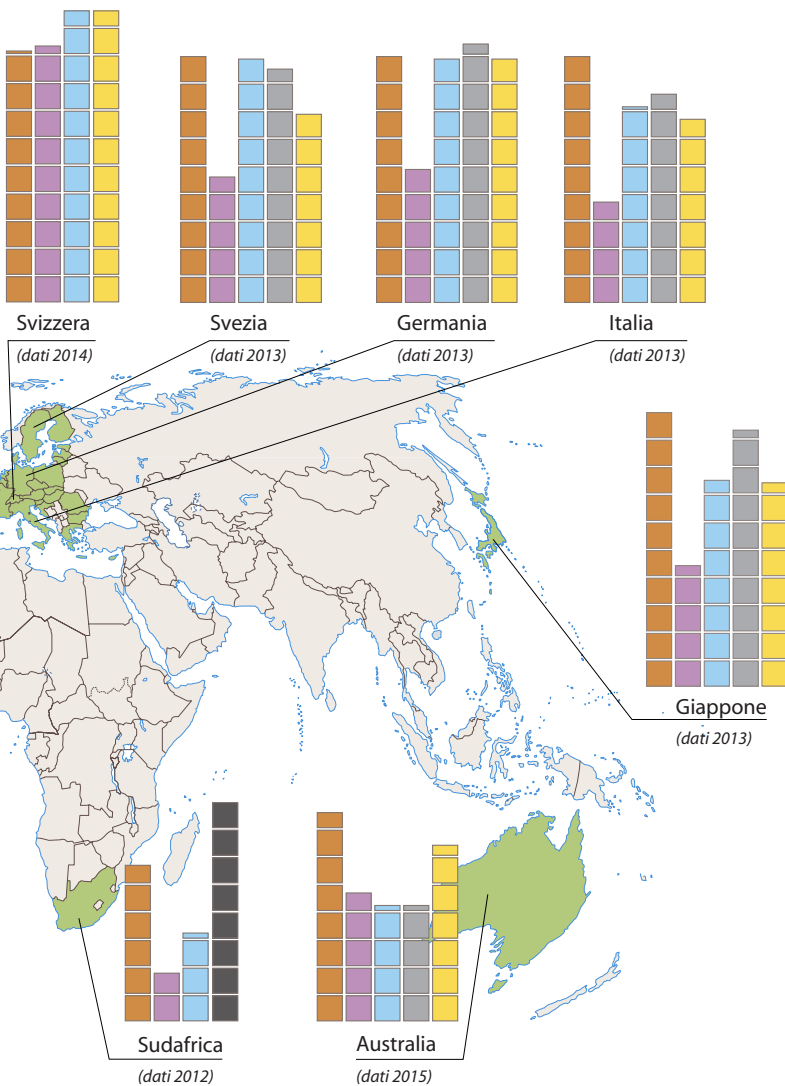 Svizzera
(dati 2014)
Svezia
(dati 2013)
Germania
(dati 2013)
Italia
(dati 2013)
Giappone
(dati 2013)
Sudafrica
(dati 2012)
Australia
(dati 2015)